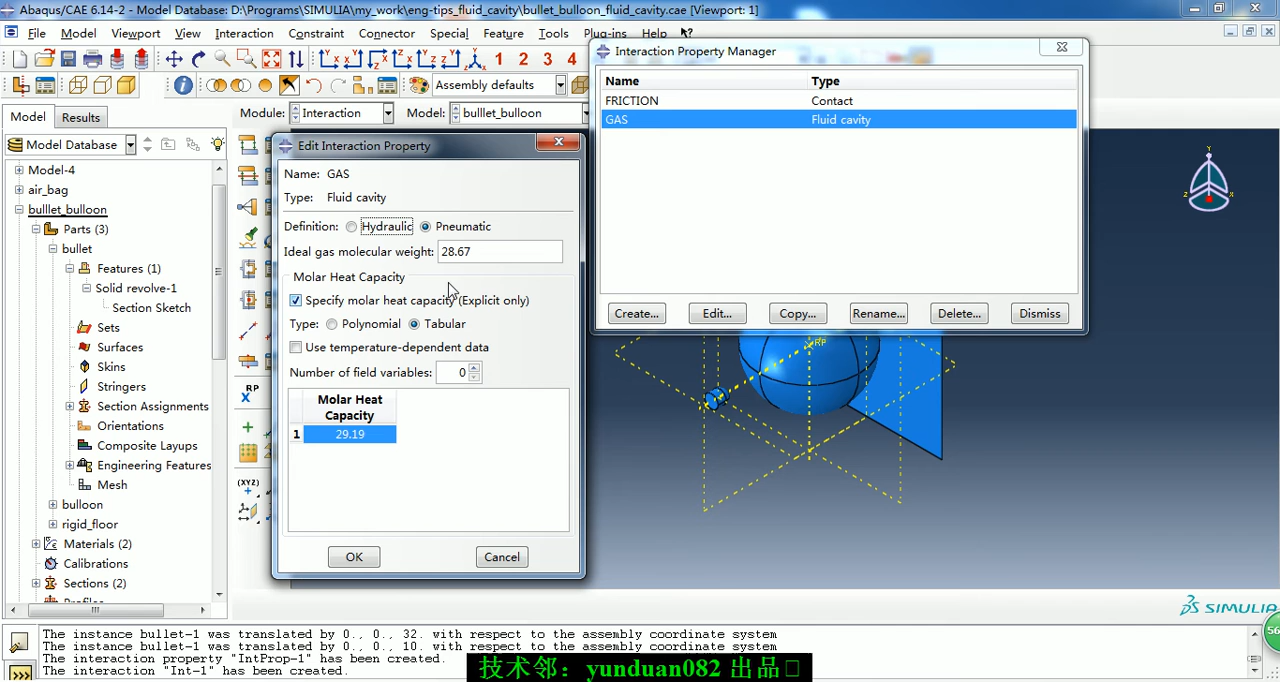 Abaqus/CAE 6.14-2 - Model Database: D:\Programs\SIMULIA\my_work\eng-tips_fluid_cavity\bullet_bulloon_fluid_cavity.cae [Viewport: 1]
File Model Viewport View Interaction Constraint Connector Special Feature Tools Plug-ins Help
1 2 3 4
Assembly defaults
Module: Interaction Model: bulllet_bulloon
Model Results
Model Database
Model-4
air_bag
bulllet_bulloon
Parts (3)
bullet
Features (1)
Solid revolve-1
Section Sketch
Sets
Surfaces
Skins
Stringers
Section Assignments
Orientations
Composite Layups
Engineering Features
Mesh
bulloon
rigid_floor
Materials (2)
Calibrations
Sections (2)
RP
(XYZ)
Edit Interaction Property
Name: GAS
Type: Fluid cavity
Definition: Hydraulic Pneumatic
Ideal gas molecular weight: 28.67
Molar Heat Capacity
Specify molar heat capacity (Explicit only)
Type: Polynomial Tabular
Use temperature-dependent data
Number of field variables: 0
Molar Heat
Capacity
1 29.19
OK Cancel
Interaction Property Manager
Name Type
FRICTION Contact
GAS Fluid cavity
Create... Edit... Copy... Rename... Delete... Dismiss
Y
Z X
RP
SIMULIA
56
The instance bullet-1 was translated by 0., 0., 32. with respect to the assembly coordinate system
The instance bullet-1 was translated by 0., 0., 10. with respect to the assembly coordinate system
The interaction property "IntProp-1" has been created.
The interaction "Int-1" has been created.
>>>
技术邻：yunduan082 出品